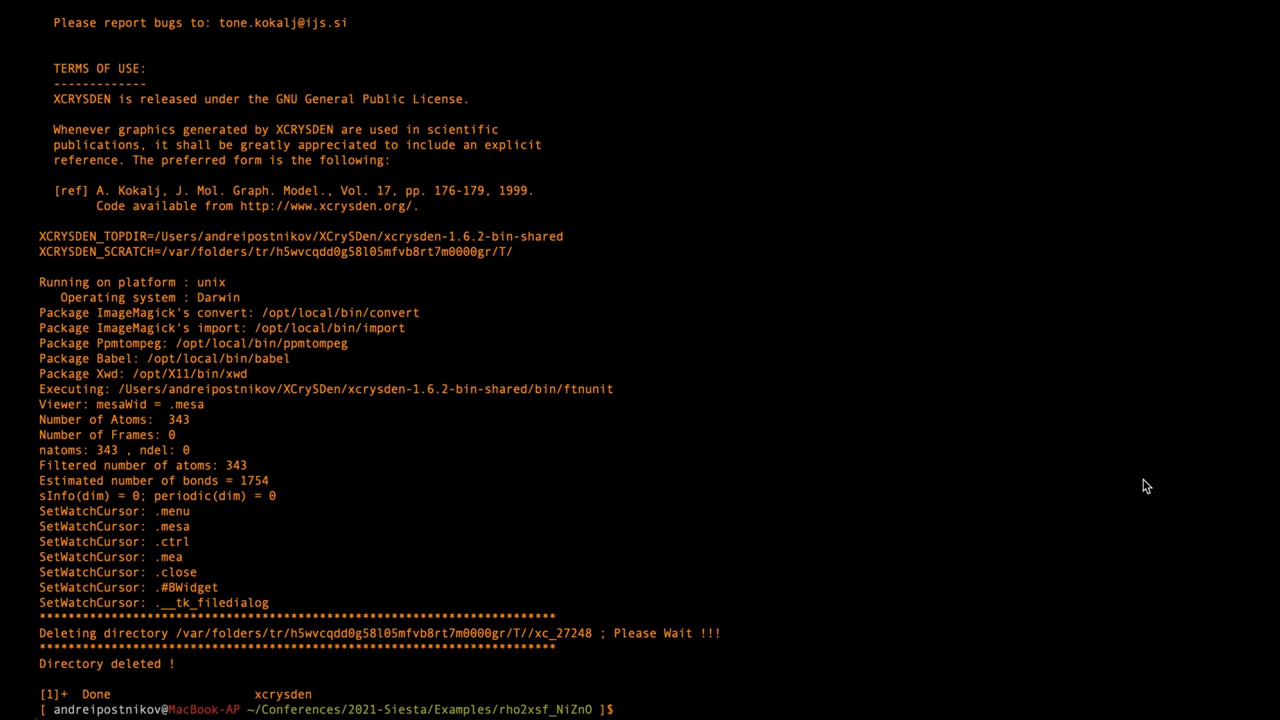 Please report bugs to: tone.kokalj@ijs.si
TERMS OF USE:
-------------
XCRYSDEN is released under the GNU General Public License.
Whenever graphics generated by XCRYSDEN are used in scientific
publications, it shall be greatly appreciated to include an explicit
reference. The preferred form is the following:
[ref] A. Kokalj, J. Mol. Graph. Model., Vol. 17, pp. 176-179, 1999.
Code available from http://www.xcrysden.org/.
XCRYSDEN_TOPDIR=/Users/andreipostnikov/XCrySDen/xcrysden-1.6.2-bin-shared
XCRYSDEN_SCRATCH=/var/folders/tr/h5wvcqdd0g58l05mfvb8rt7m0000gr/T/
Running on platform : unix
Operating system : Darwin
Package ImageMagick's convert: /opt/local/bin/convert
Package ImageMagick's import: /opt/local/bin/import
Package Ppmtompeg: /opt/local/bin/ppmtompeg
Package Babel: /opt/local/bin/babel
Package Xwd: /opt/X11/bin/xwd
Executing: /Users/andreipostnikov/XCrySDen/xcrysden-1.6.2-bin-shared/bin/ftnunit
Viewer: mesaWid = .mesa
Number of Atoms:  343
Number of Frames: 0
natoms: 343 , ndel: 0
Filtered number of atoms: 343
Estimated number of bonds = 1754
sInfo(dim) = 0; periodic(dim) = 0
SetWatchCursor: .menu
SetWatchCursor: .mesa
SetWatchCursor: .ctrl
SetWatchCursor: .mea
SetWatchCursor: .close
SetWatchCursor: .#BWidget
SetWatchCursor: .__tk_filedialog
************************************************************************
Deleting directory /var/folders/tr/h5wvcqdd0g58l05mfvb8rt7m0000gr/T//xc_27248 ; Please Wait !!!
************************************************************************
Directory deleted !
[1]+  Done                    xcrysden
[ andreipostnikov@MacBook-AP ~/Conferences/2021-Siesta/Examples/rho2xsf_NiZnO ]$